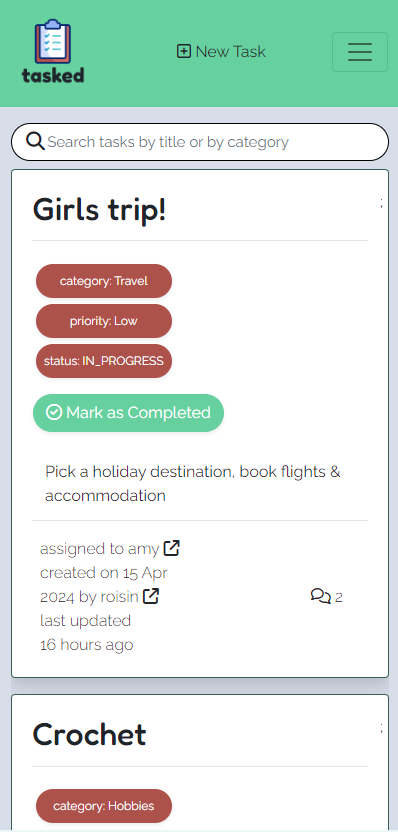 tasked
New Task
Search tasks by title or by category
Girls trip!
;
category: Travel
priority: Low
status: IN_PROGRESS
Mark as Completed
Pick a holiday destination, book flights &
accommodation
assigned to amy
created on 15 Apr
2024 by roisin
2
last updated
16 hours ago
Crochet
;
category: Hobbies